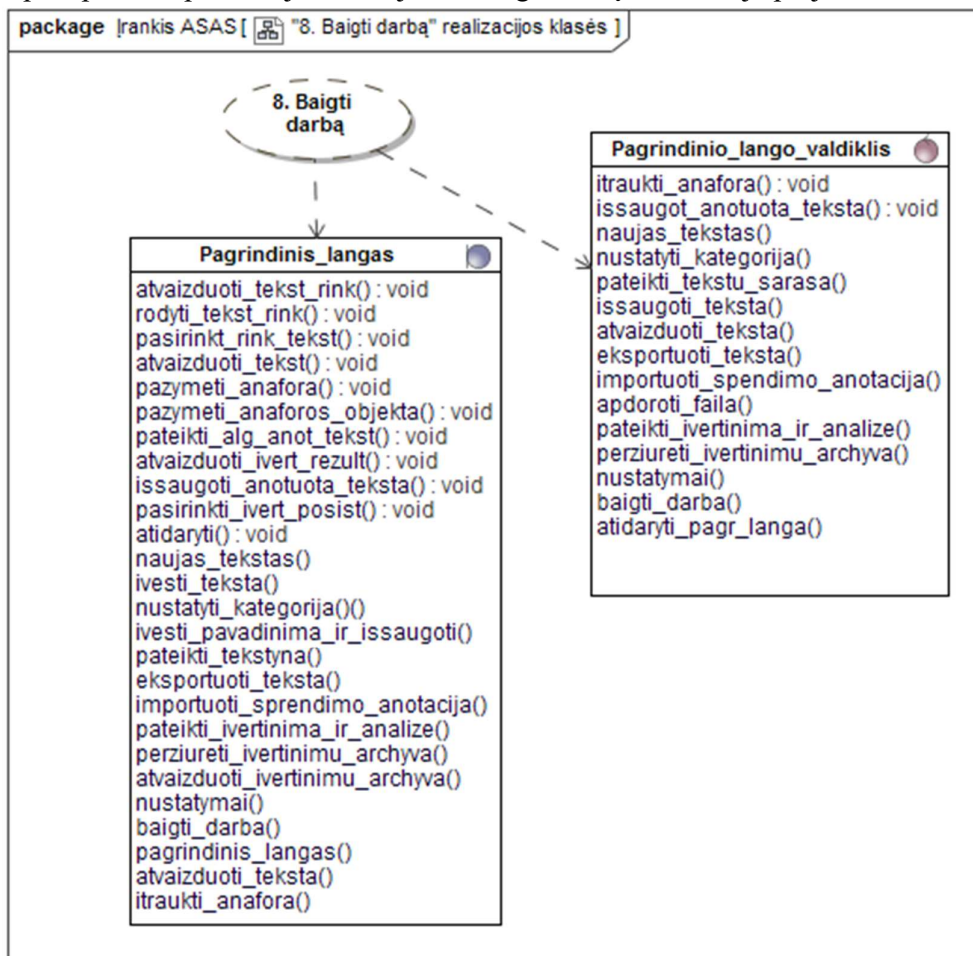 package Įrankis ASAS [ "8. Baigti darbą" realizacijos klasės ]
8. Baigti
darbą
Pagrindinis_langas
atvaizduoti_tekst_rink() : void
rodyti_tekst_rink() : void
pasirinkt_rink_tekst() : void
atvaizduoti_tekst() : void
pazymeti_anafora() : void
pazymeti_anaforos_objekta() : void
pateikti_alg_anot_tekst() : void
atvaizduoti_ivert_rezult() : void
issaugoti_anotuota_teksta() : void
pasirinkti_ivert_posist() : void
atidaryti() : void
naujas_tekstas()
ivesti_teksta()
nustatyti_kategorija()()
ivesti_pavadinima_ir_issaugoti()
pateikti_tekstyna()
eksportuoti_teksta()
importuoti_sprendimo_anotacija()
pateikti_ivertinima_ir_analize()
perziureti_ivertinimu_archyva()
atvaizduoti_ivertinimu_archyva()
nustatymai()
baigti_darba()
pagrindinis_langas()
atvaizduoti_teksta()
itraukti_anafora()
Pagrindinio_lango_valdiklis
itraukti_anafora() : void
issaugot_anotuota_teksta() : void
naujas_tekstas()
nustatyti_kategorija()
pateikti_tekstu_sarasa()
issaugoti_teksta()
atvaizduoti_teksta()
eksportuoti_teksta()
importuoti_spendimo_anotacija()
apdoroti_faila()
pateikti_ivertinima_ir_analize()
perziureti_ivertinimu_archyva()
nustatymai()
baigti_darba()
atidaryti_pagr_langa()